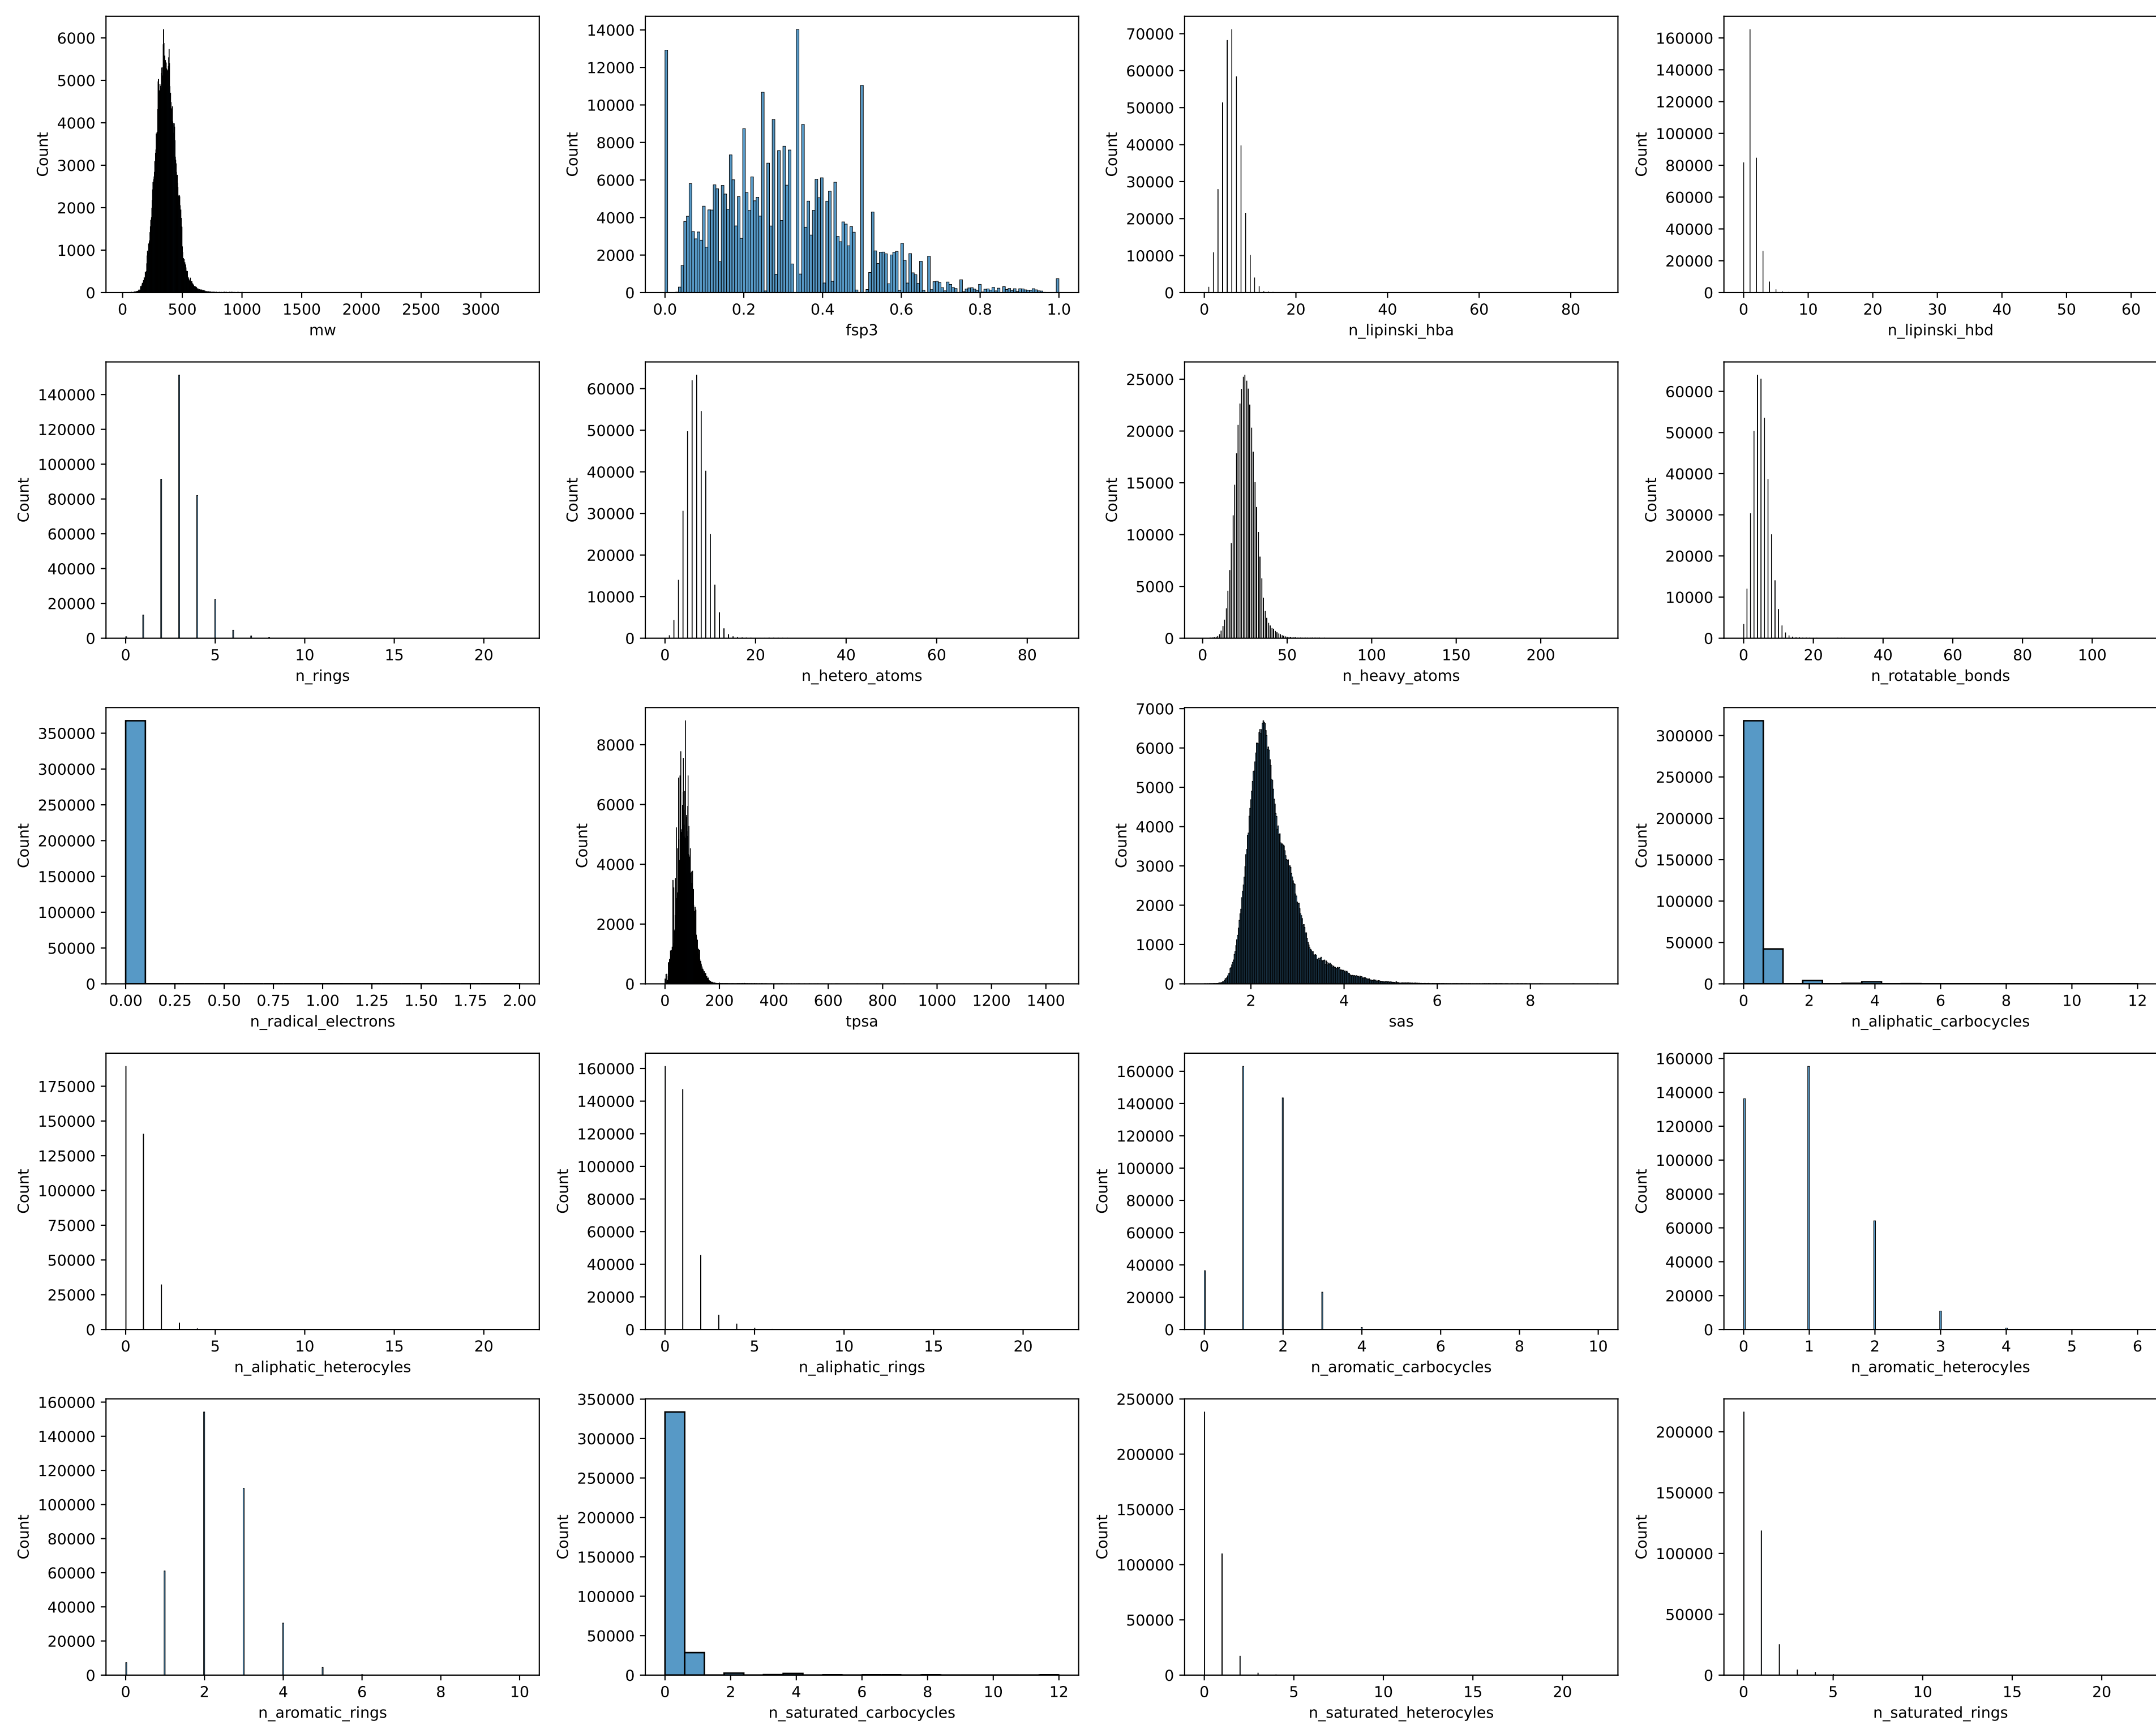 6000
5000
4000
3000
2000
1000
0
Count
0 500 1000 1500 2000 2500 3000
mw
14000
12000
10000
8000
6000
4000
2000
0
Count
0.0 0.2 0.4 0.6 0.8 1.0
fsp3
70000
60000
50000
40000
30000
20000
10000
0
Count
0 20 40 60 80
n_lipinski_hba
160000
140000
120000
100000
80000
60000
40000
20000
0
Count
0 10 20 30 40 50 60
n_lipinski_hbd
140000
120000
100000
80000
60000
40000
20000
0
Count
0 5 10 15 20
n_rings
60000
50000
40000
30000
20000
10000
0
Count
0 20 40 60 80
n_hetero_atoms
25000
20000
15000
10000
5000
0
Count
0 50 100 150 200
n_heavy_atoms
60000
50000
40000
30000
20000
10000
0
Count
0 20 40 60 80 100
n_rotatable_bonds
350000
300000
250000
200000
150000
100000
50000
0
Count
0.00 0.25 0.50 0.75 1.00 1.25 1.50 1.75 2.00
n_radical_electrons
8000
6000
4000
2000
0
Count
0 200 400 600 800 1000 1200 1400
tpsa
7000
6000
5000
4000
3000
2000
1000
0
Count
2 4 6 8
sas
300000
250000
200000
150000
100000
50000
0
Count
0 2 4 6 8 10 12
n_aliphatic_carbocycles
175000
150000
125000
100000
75000
50000
25000
0
Count
0 5 10 15 20
n_aliphatic_heterocyles
160000
140000
120000
100000
80000
60000
40000
20000
0
Count
0 5 10 15 20
n_aliphatic_rings
160000
140000
120000
100000
80000
60000
40000
20000
0
Count
0 2 4 6 8 10
n_aromatic_carbocycles
160000
140000
120000
100000
80000
60000
40000
20000
0
Count
0 1 2 3 4 5 6
n_aromatic_heterocyles
160000
140000
120000
100000
80000
60000
40000
20000
0
Count
0 2 4 6 8 10
n_aromatic_rings
350000
300000
250000
200000
150000
100000
50000
0
Count
0 2 4 6 8 10 12
n_saturated_carbocycles
250000
200000
150000
100000
50000
0
Count
0 5 10 15 20
n_saturated_heterocyles
200000
150000
100000
50000
0
Count
0 5 10 15 20
n_saturated_rings